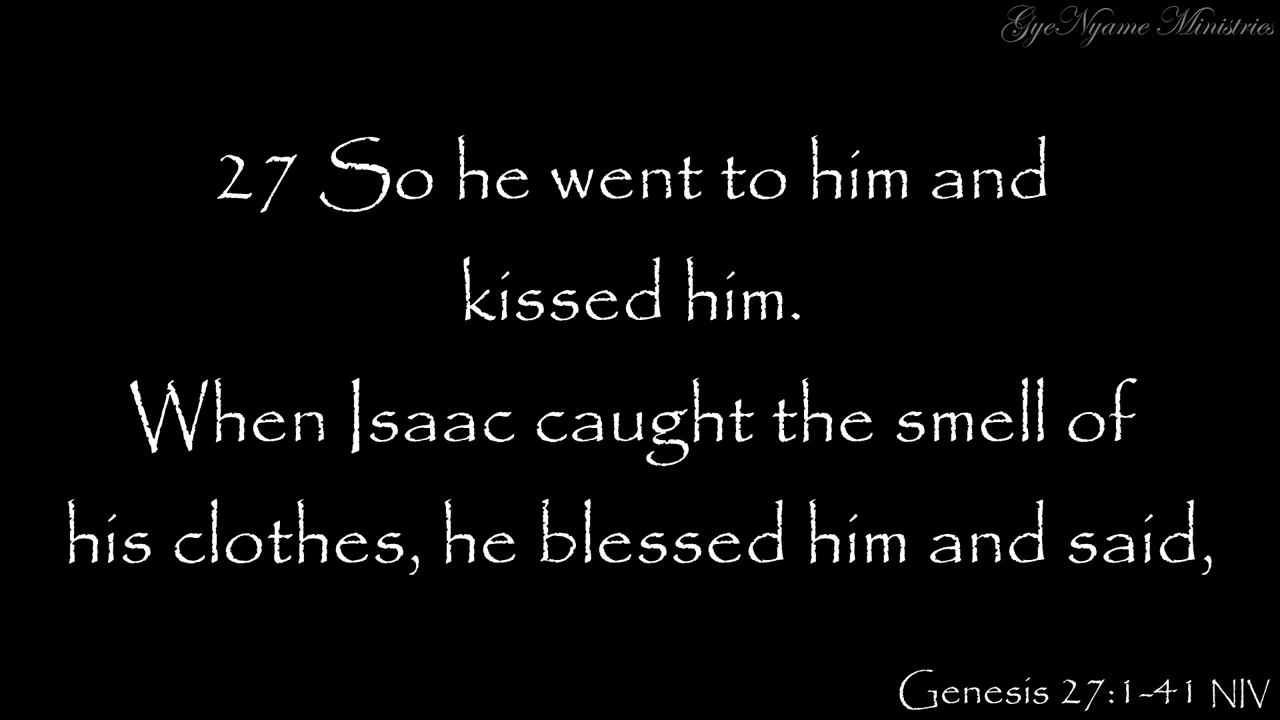 GyeNyame Ministries
27 So he went to him and
kissed him.
When Isaac caught the smell of
his clothes, he blessed him and said,
Genesis 27:1-41 NIV